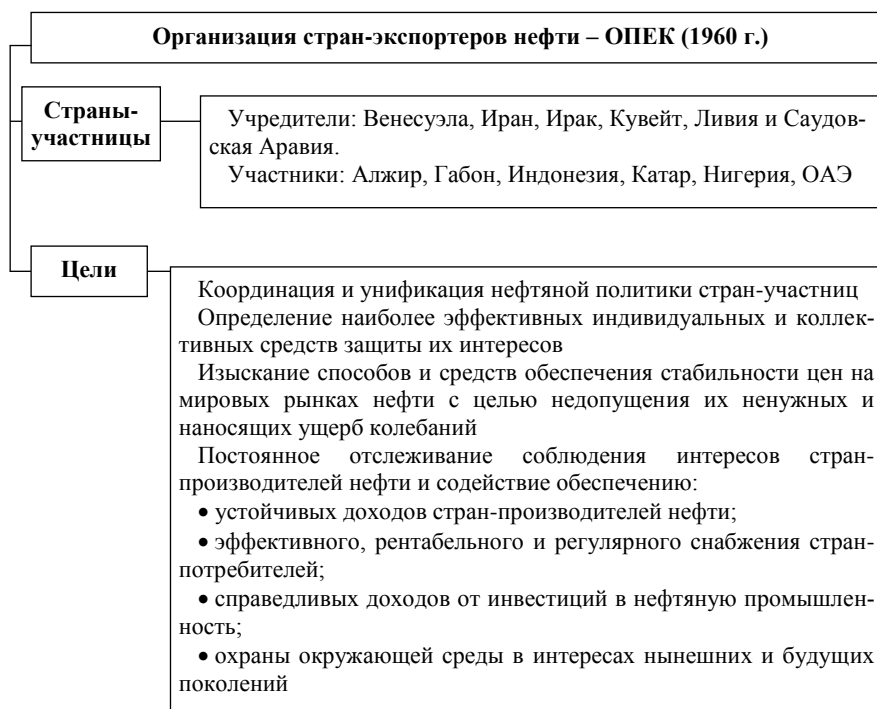 Организация стран-экспортеров нефти – ОПЕК (1960 г.)
Страны-
участницы
Учредители: Венесуэла, Иран, Ирак, Кувейт, Ливия и Саудов-
ская Аравия.
Участники: Алжир, Габон, Индонезия, Катар, Нигерия, ОАЭ
Цели
Координация и унификация нефтяной политики стран-участниц
Определение наиболее эффективных индивидуальных и коллек-
тивных средств защиты их интересов
Изыскание способов и средств обеспечения стабильности цен на
мировых рынках нефти с целью недопущения их ненужных и
наносящих ущерб колебаний
Постоянное отслеживание соблюдения интересов стран-
производителей нефти и содействие обеспечению:
• устойчивых доходов стран-производителей нефти;
• эффективного, рентабельного и регулярного снабжения стран-
потребителей;
• справедливых доходов от инвестиций в нефтяную промышлен-
ность;
• охраны окружающей среды в интересах нынешних и будущих
поколений